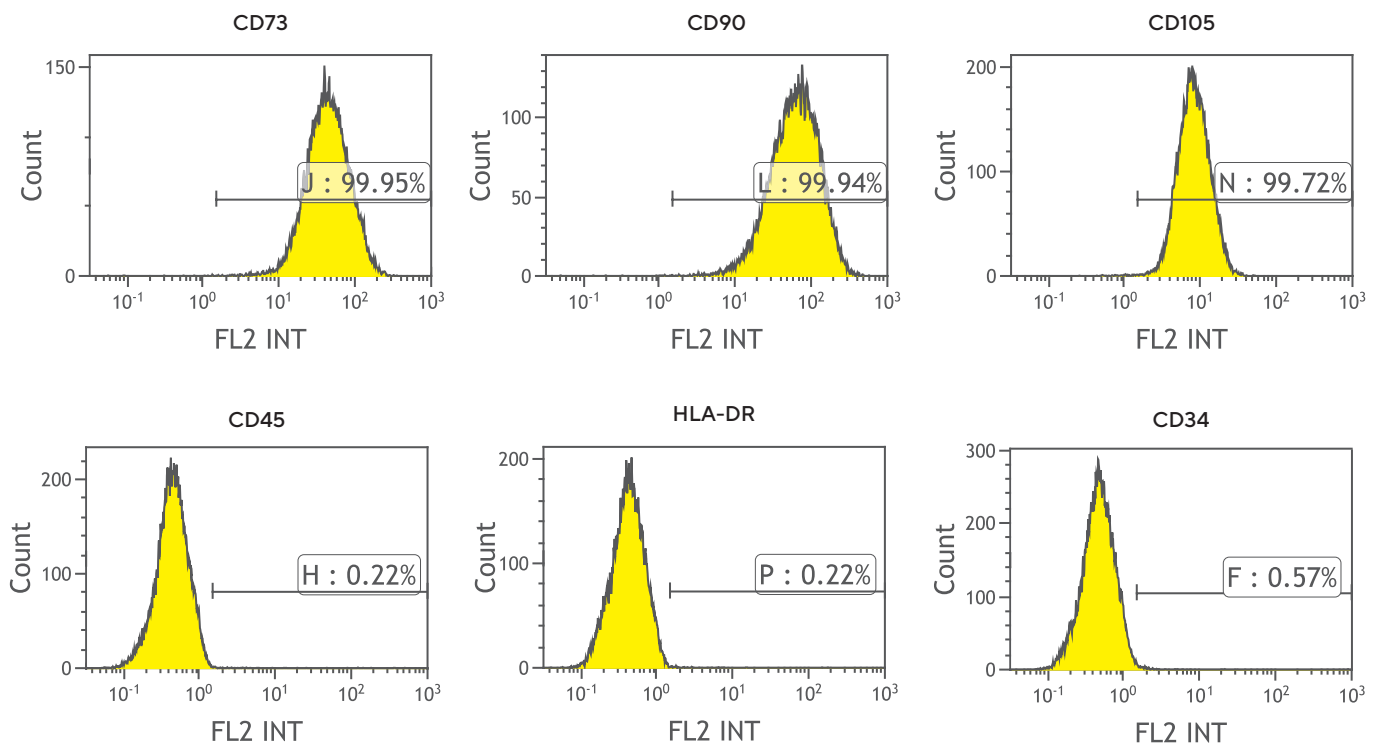 CD73
CD90
CD105
150
0
Count
J : 99.95%
10-1 100 101 102 103
FL2 INT
100
50
0
Count
L : 99.94%
10-1 100 101 102 103
FL2 INT
200
100
0
Count
N : 99.72%
10-1 100 101 102 103
FL2 INT
CD45
HLA-DR
CD34
200
100
0
Count
H : 0.22%
10-1 100 101 102 103
FL2 INT
200
100
0
Count
P : 0.22%
10-1 100 101 102 103
FL2 INT
300
200
100
0
Count
F : 0.57%
10-1 100 101 102 103
FL2 INT